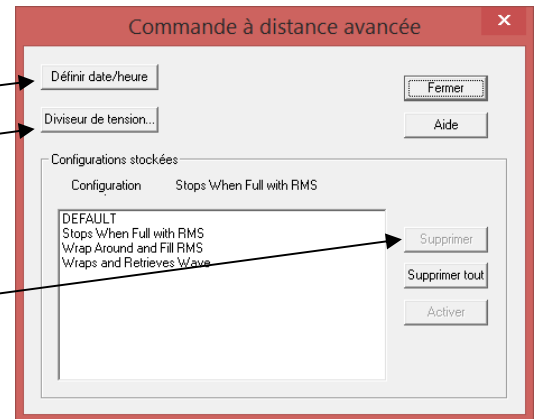 Commande à distance avancée
x
Définir date/heure
Fermer
Diviseur de tension...
Aide
Configurations stockées
Configuration Stops When Full with RMS
DEFAULT
Stops When Full with RMS
Wrap Around and Fill RMS
Wraps and Retrieves Wave
Supprimer
Supprimer tout
Activer